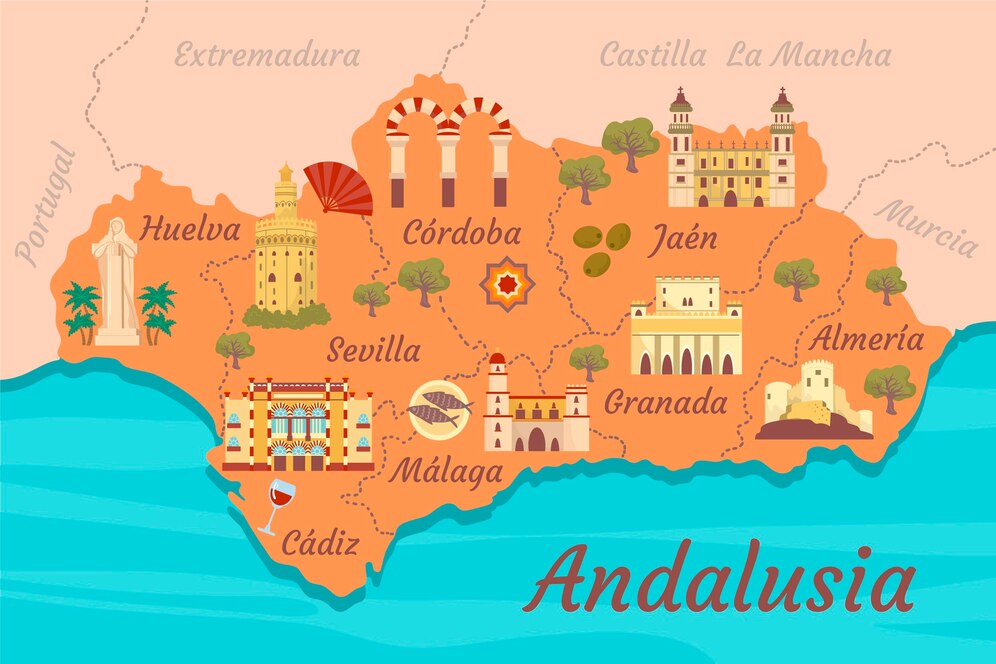 Extremadura
Castilla La Mancha
Portugal
Murcia
Huelva
Córdoba
Jaén
Sevilla
Almería
Granada
Málaga
Cádiz
Andalusia